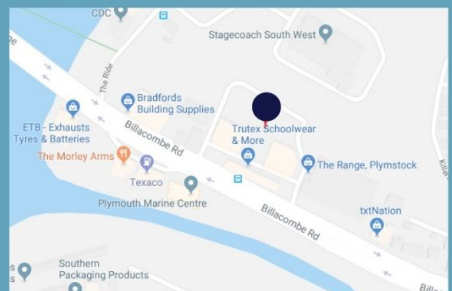 CDC
Stagecoach South West
The Ride
Bradfords
Building Supplies
ETB - Exhausts
Tyres & Batteries
Billacombe Rd
Trutex Schoolwear
& More
The Morley Arms
The Range, Plymstock
Texaco
Plymouth Marine Centre
Billacombe Rd
txtNation
Southern
Packaging Products